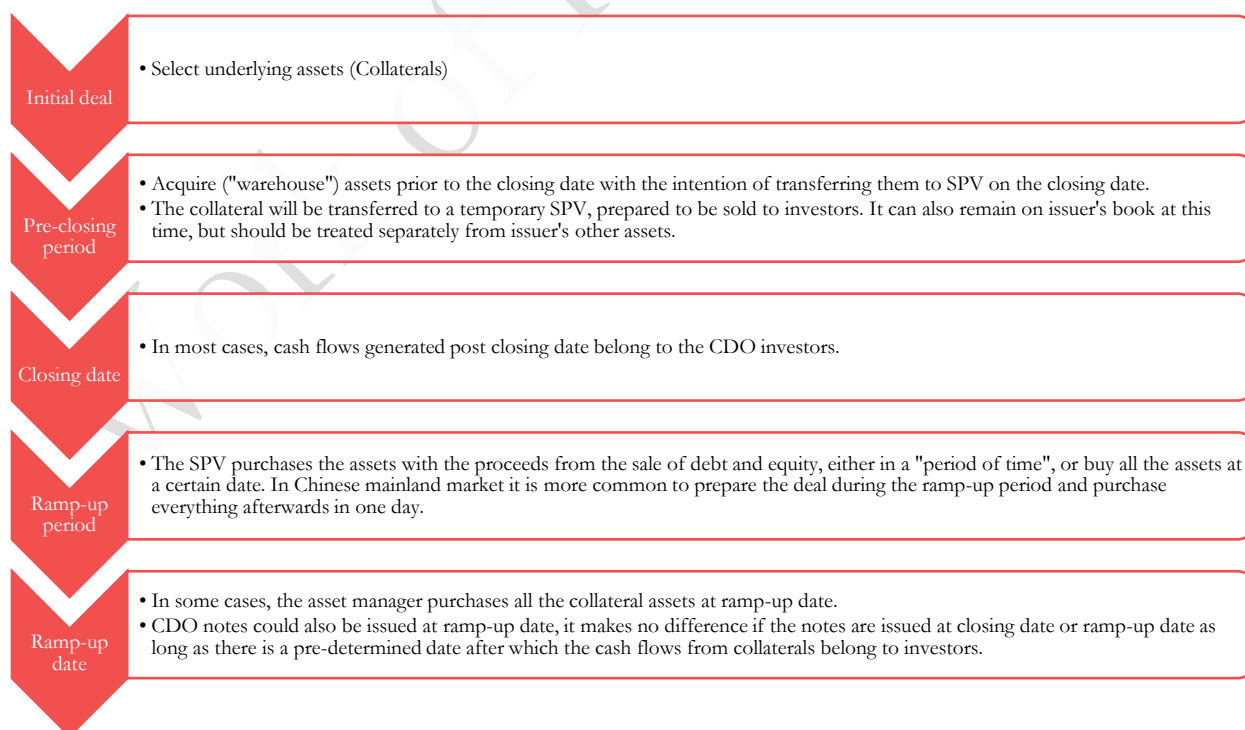 Initial deal
• Select underlying assets (Collaterals)
Pre-closing
period
• Acquire ("warehouse") assets prior to the closing date with the intention of transferring them to SPV on the closing date.
• The collateral will be transferred to a temporary SPV, prepared to be sold to investors. It can also remain on issuer's book at this
time, but should be treated separately from issuer's other assets.
Closing date
• In most cases, cash flows generated post closing date belong to the CDO investors.
Ramp-up
period
• The SPV purchases the assets with the proceeds from the sale of debt and equity, either in a "period of time", or buy all the assets at
a certain date. In Chinese mainland market it is more common to prepare the deal during the ramp-up period and purchase
everything afterwards in one day.
Ramp-up
date
• In some cases, the asset manager purchases all the collateral assets at ramp-up date.
• CDO notes could also be issued at ramp-up date, it makes no difference if the notes are issued at closing date or ramp-up date as
long as there is a pre-determined date after which the cash flows from collaterals belong to investors.
Work of